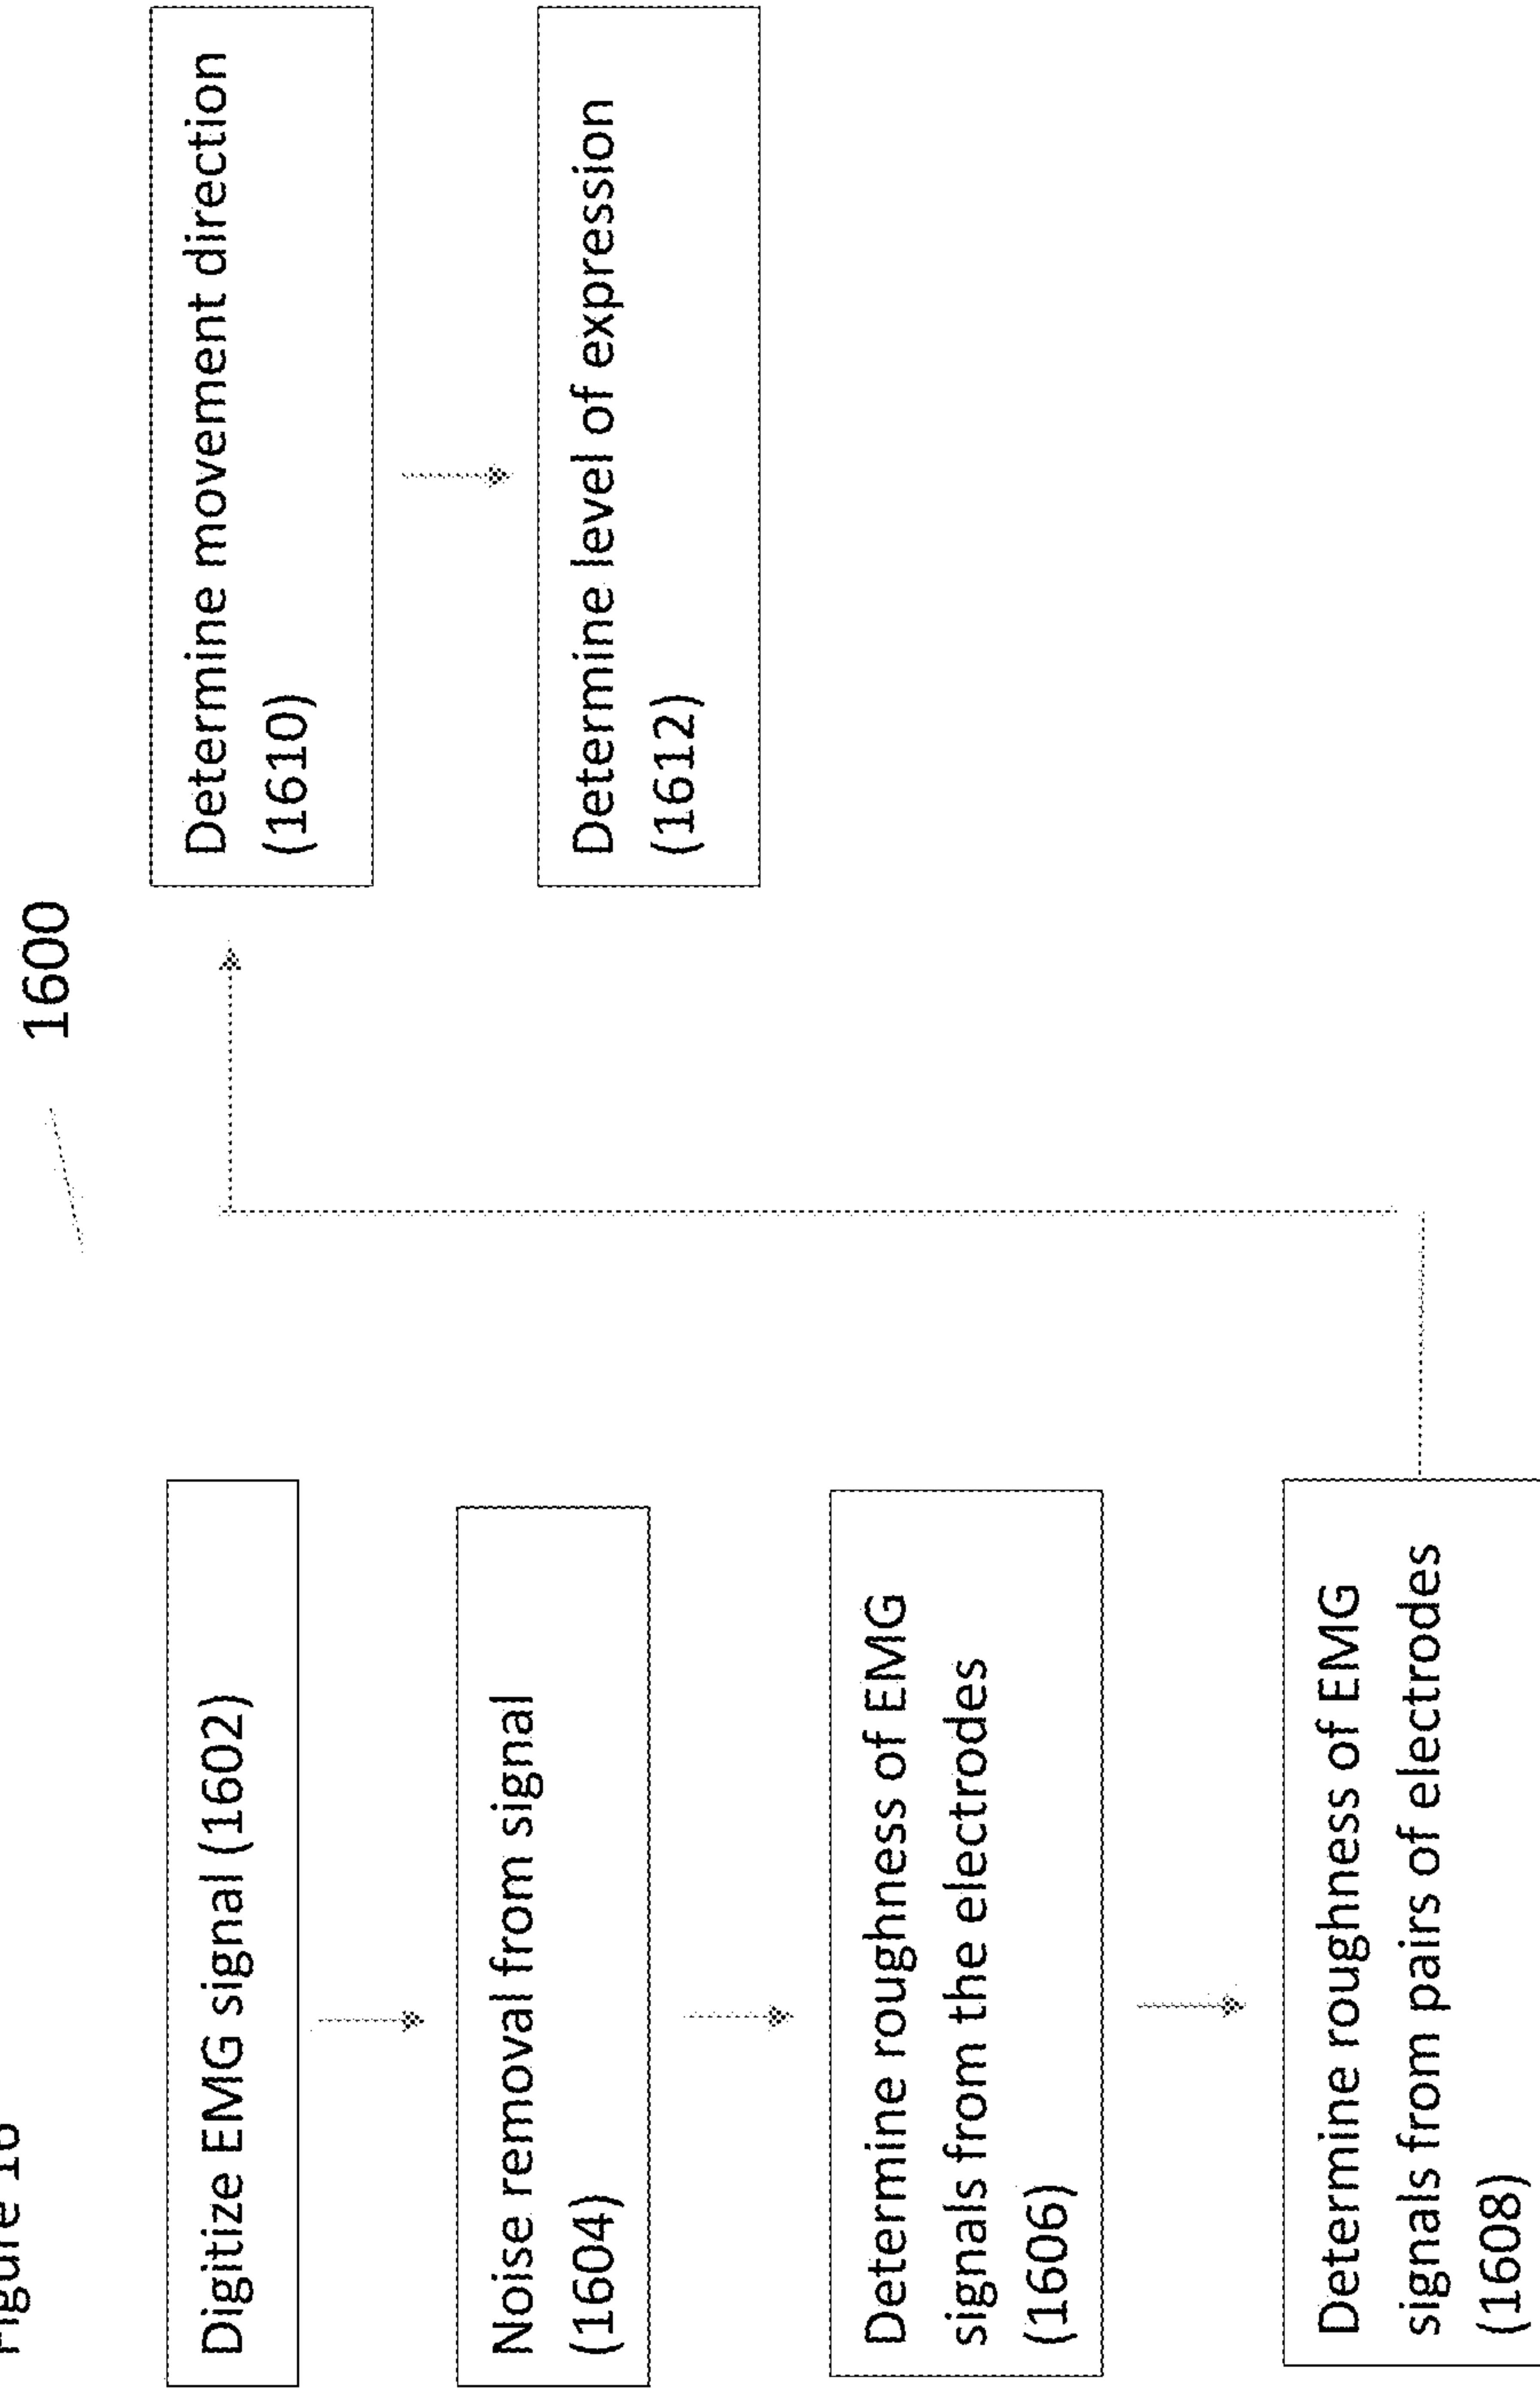 Figure 16
1600
Digitize EMG signal (1602)
Noise removal from signal
(1604)
Determine roughness of EMG
signals from the electrodes
(1606)
Determine roughness of EMG
signals from pairs of electrodes
(1608)
Determine movement direction
(1610)
Determine level of expression
(1612)